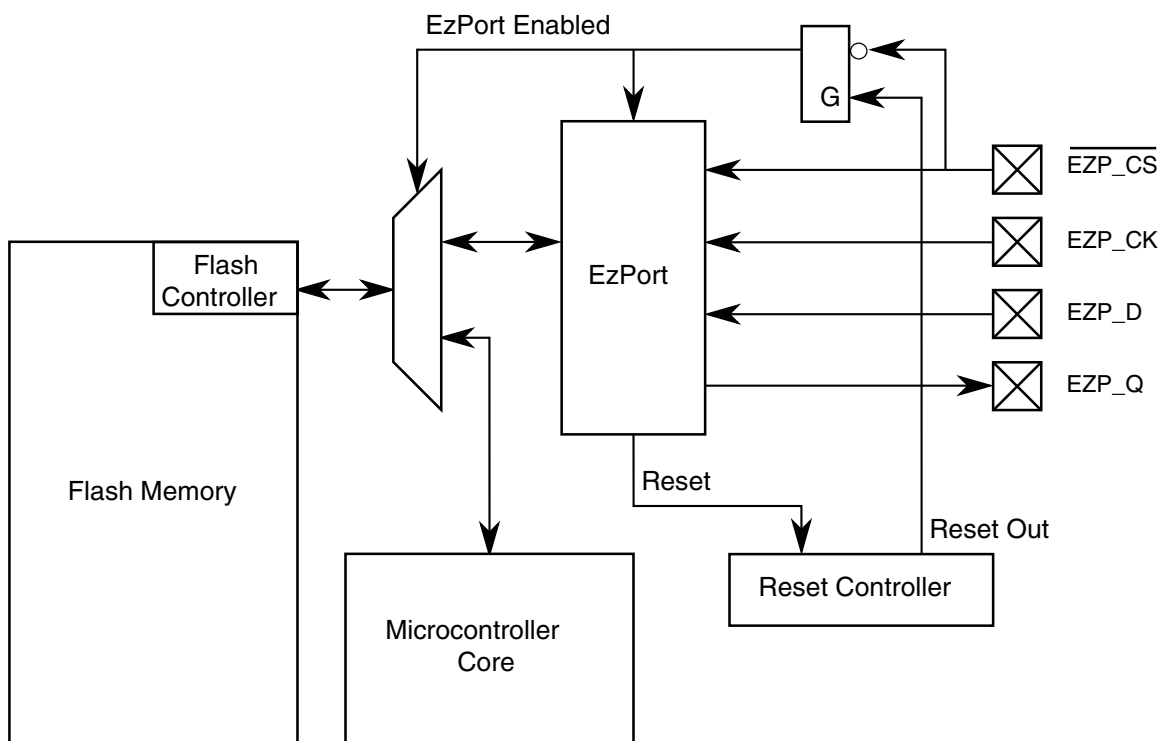 EzPort Enabled
G
EZP_CS
EZP_CK
EZP_D
EZP_Q
EzPort
Flash
Controller
Flash Memory
Reset
Reset Out
Reset Controller
Microcontroller
Core